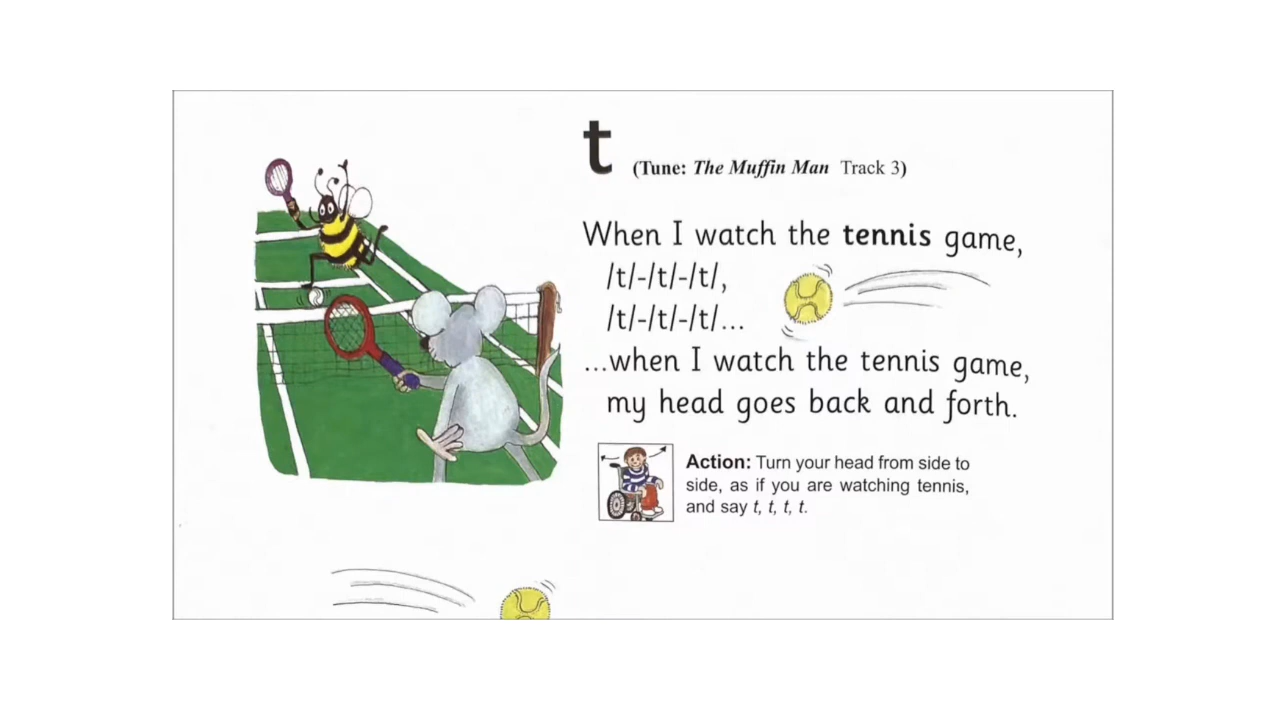 t
(Tune: The Muffin Man Track 3)
When I watch the tennis game,
/t/-/t/-/t/,
/t/-/t/-/t/...
...when I watch the tennis game,
my head goes back and forth.
Action: Turn your head from side to
side, as if you are watching tennis,
and say t, t, t, t.